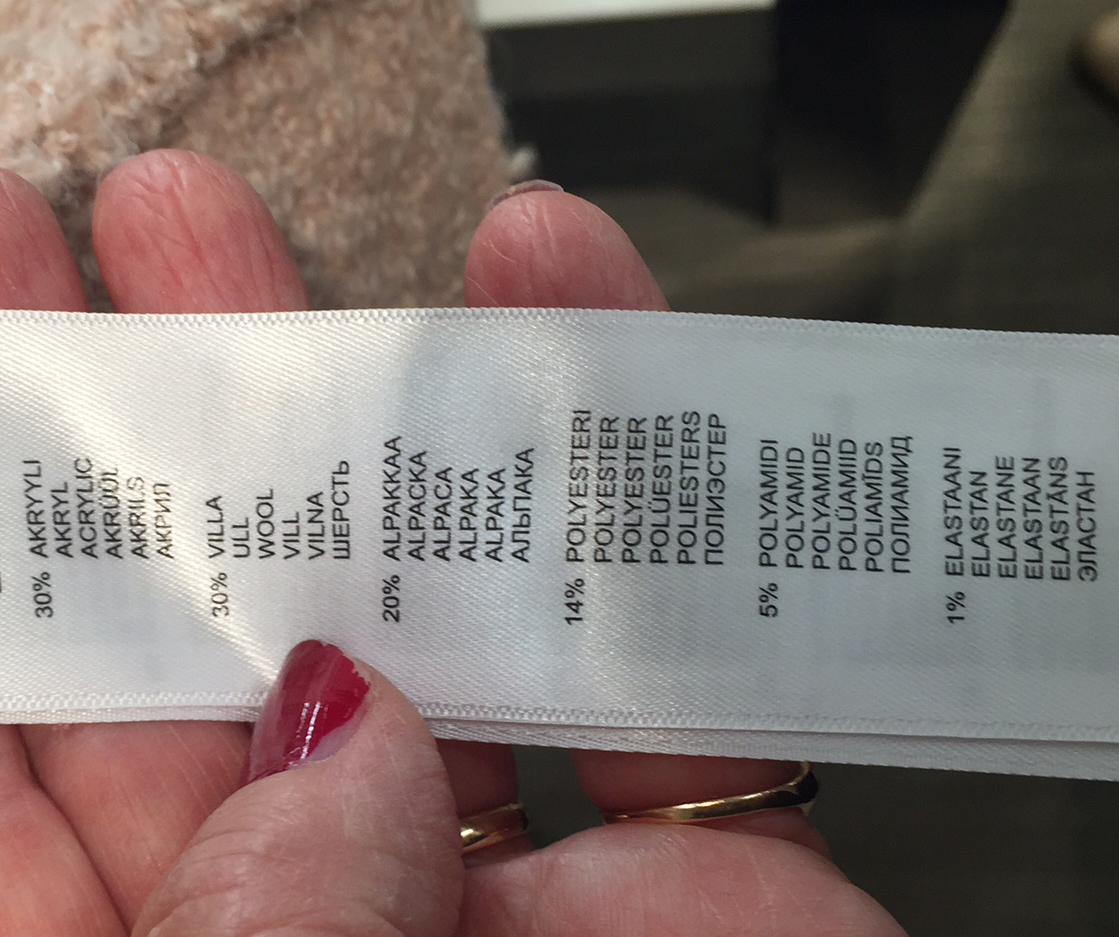 30% AKRYYLI
AKRYL
ACRYLIC
AKRÜÜL
AKRILS
АКРИЛ
30% VILLA
ULL
WOOL
VILL
VILNA
ШЕРСТЬ
20% ALPAKKAA
ALPACKA
ALPACA
ALPAKA
ALPAKA
АЛЬПАКА
14% POLYESTERI
POLYESTER
POLYESTER
POLÜESTER
POLIESTERS
ПОЛИЭСТЕР
5% POLYAMIDI
POLYAMID
POLYAMIDE
POLÜAMIID
POLIAMĪDS
ПОЛИАМИД
1% ELASTAANI
ELASTAN
ELASTANE
ELASTAAN
ELASTĀNS
ЭЛАСТАН